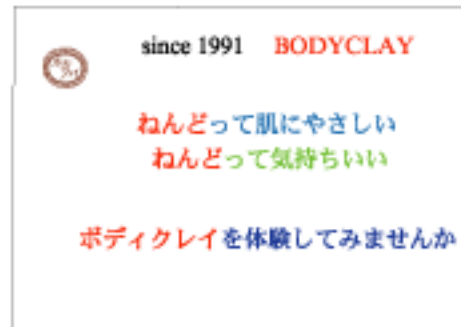 since 1991 BODYCLAY
ねんどって肌にやさしい
ねんどって気持ちいい
ボディクレイを体験してみませんか